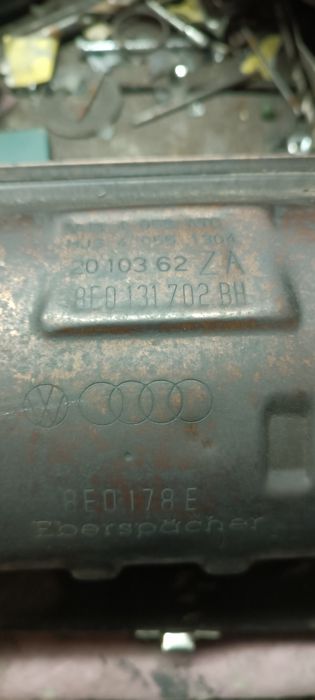 20 103 62 ZA
8E0 131 702 BH
8E0178 E
Eberspächer